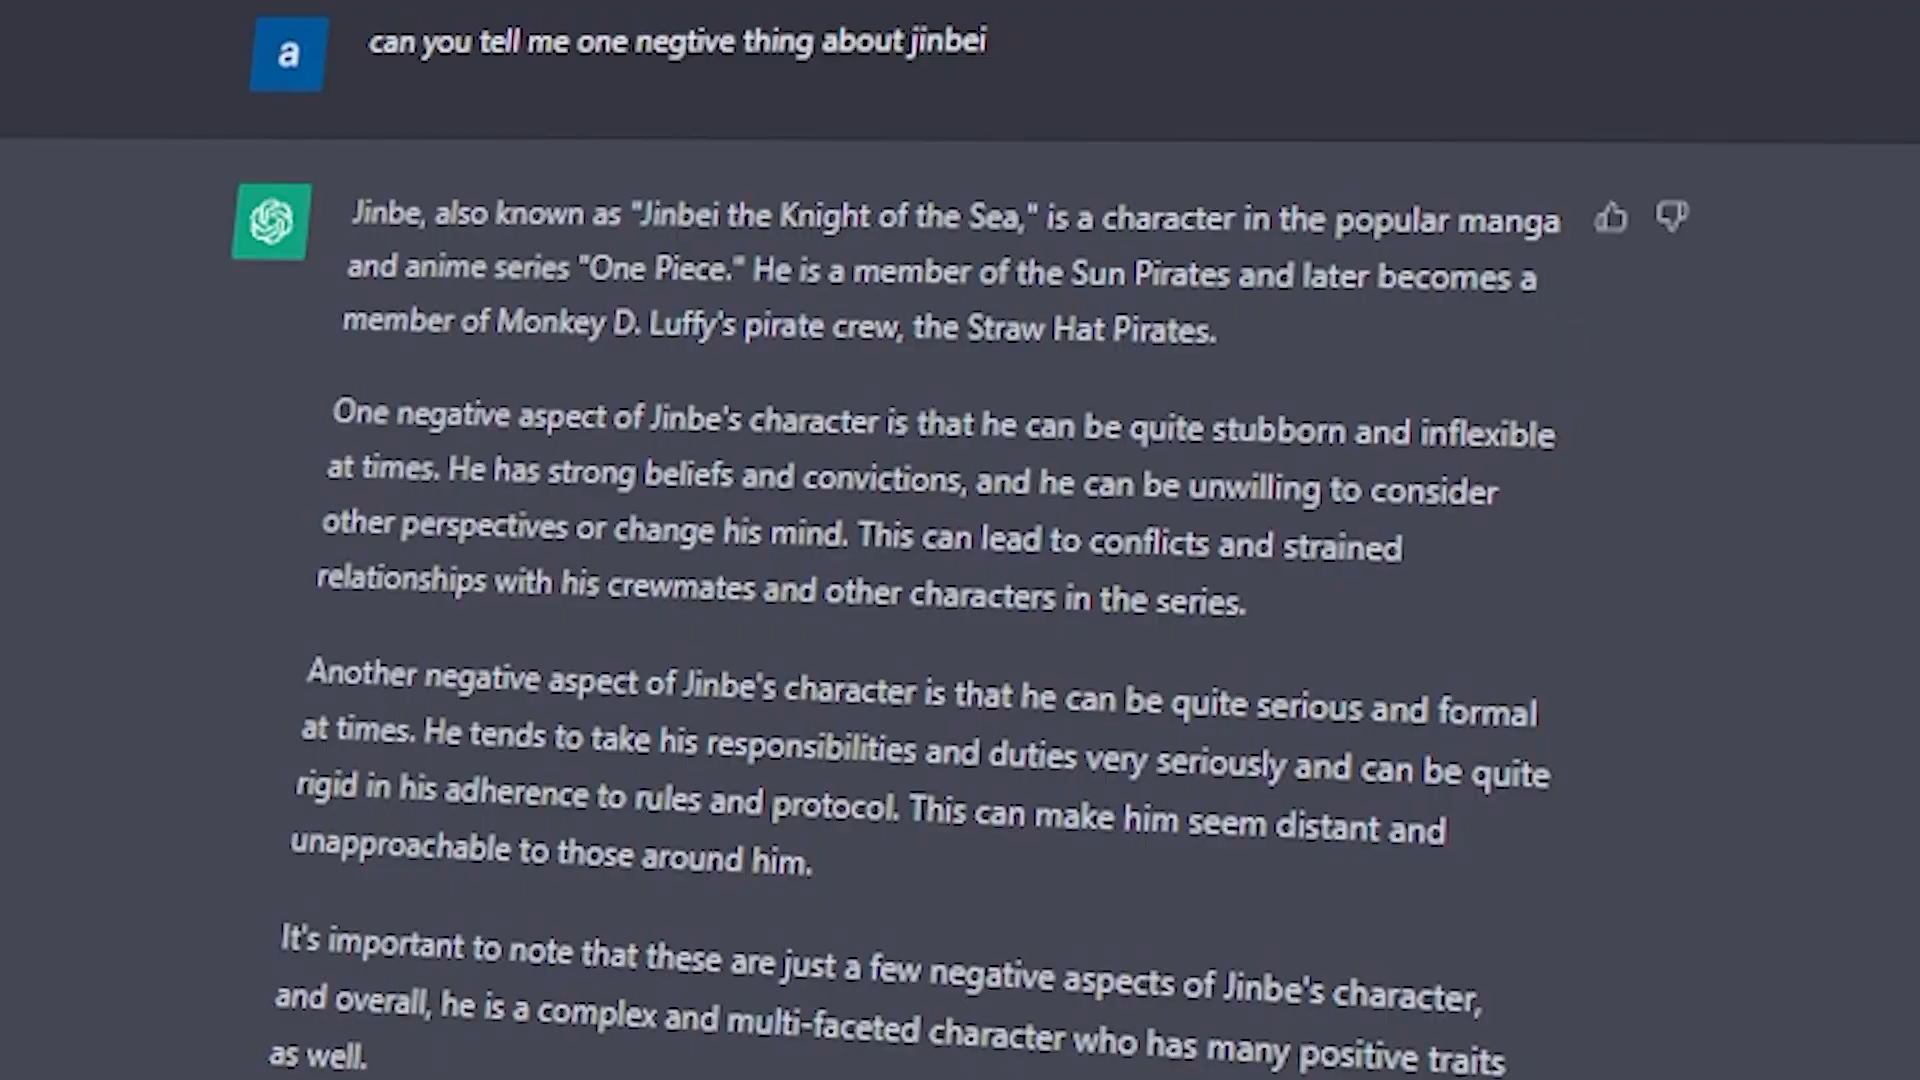 a
can you tell me one negtive thing about jinbei
Jinbe, also known as "Jinbei the Knight of the Sea," is a character in the popular manga
and anime series "One Piece." He is a member of the Sun Pirates and later becomes a
member of Monkey D. Luffy's pirate crew, the Straw Hat Pirates.
One negative aspect of Jinbe's character is that he can be quite stubborn and inflexible
at times. He has strong beliefs and convictions, and he can be unwilling to consider
other perspectives or change his mind. This can lead to conflicts and strained
relationships with his crewmates and other characters in the series.
Another negative aspect of Jinbe's character is that he can be quite serious and formal
at times. He tends to take his responsibilities and duties very seriously and can be quite
rigid in his adherence to rules and protocol. This can make him seem distant and
unapproachable to those around him.
It's important to note that these are just a few negative aspects of Jinbe's character,
and overall, he is a complex and multi-faceted character who has many positive traits
as well.